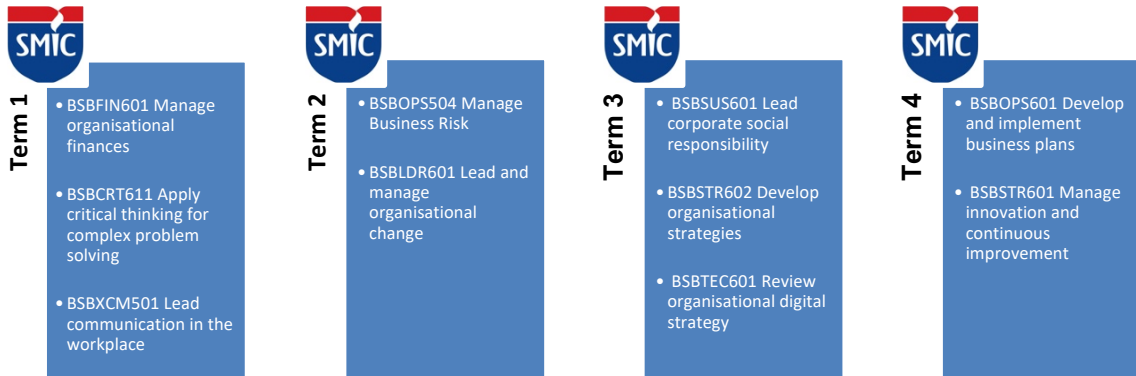 SMIC
Term 1
• BSBFIN601 Manage
organisational
finances
• BSBCRT611 Apply
critical thinking for
complex problem
solving
• BSBXCM501 Lead
communication in the
workplace
SMIC
Term 2
• BSBOPS504 Manage
Business Risk
• BSBLDR601 Lead and
manage
organisational
change
SMIC
Term 3
• BSBSUS601 Lead
corporate social
responsibility
• BSBSTR602 Develop
organisational
strategies
• BSBTEC601 Review
organisational digital
strategy
SMIC
Term 4
• BSBOPS601 Develop
and implement
business plans
• BSBSTR601 Manage
innovation and
continuous
improvement